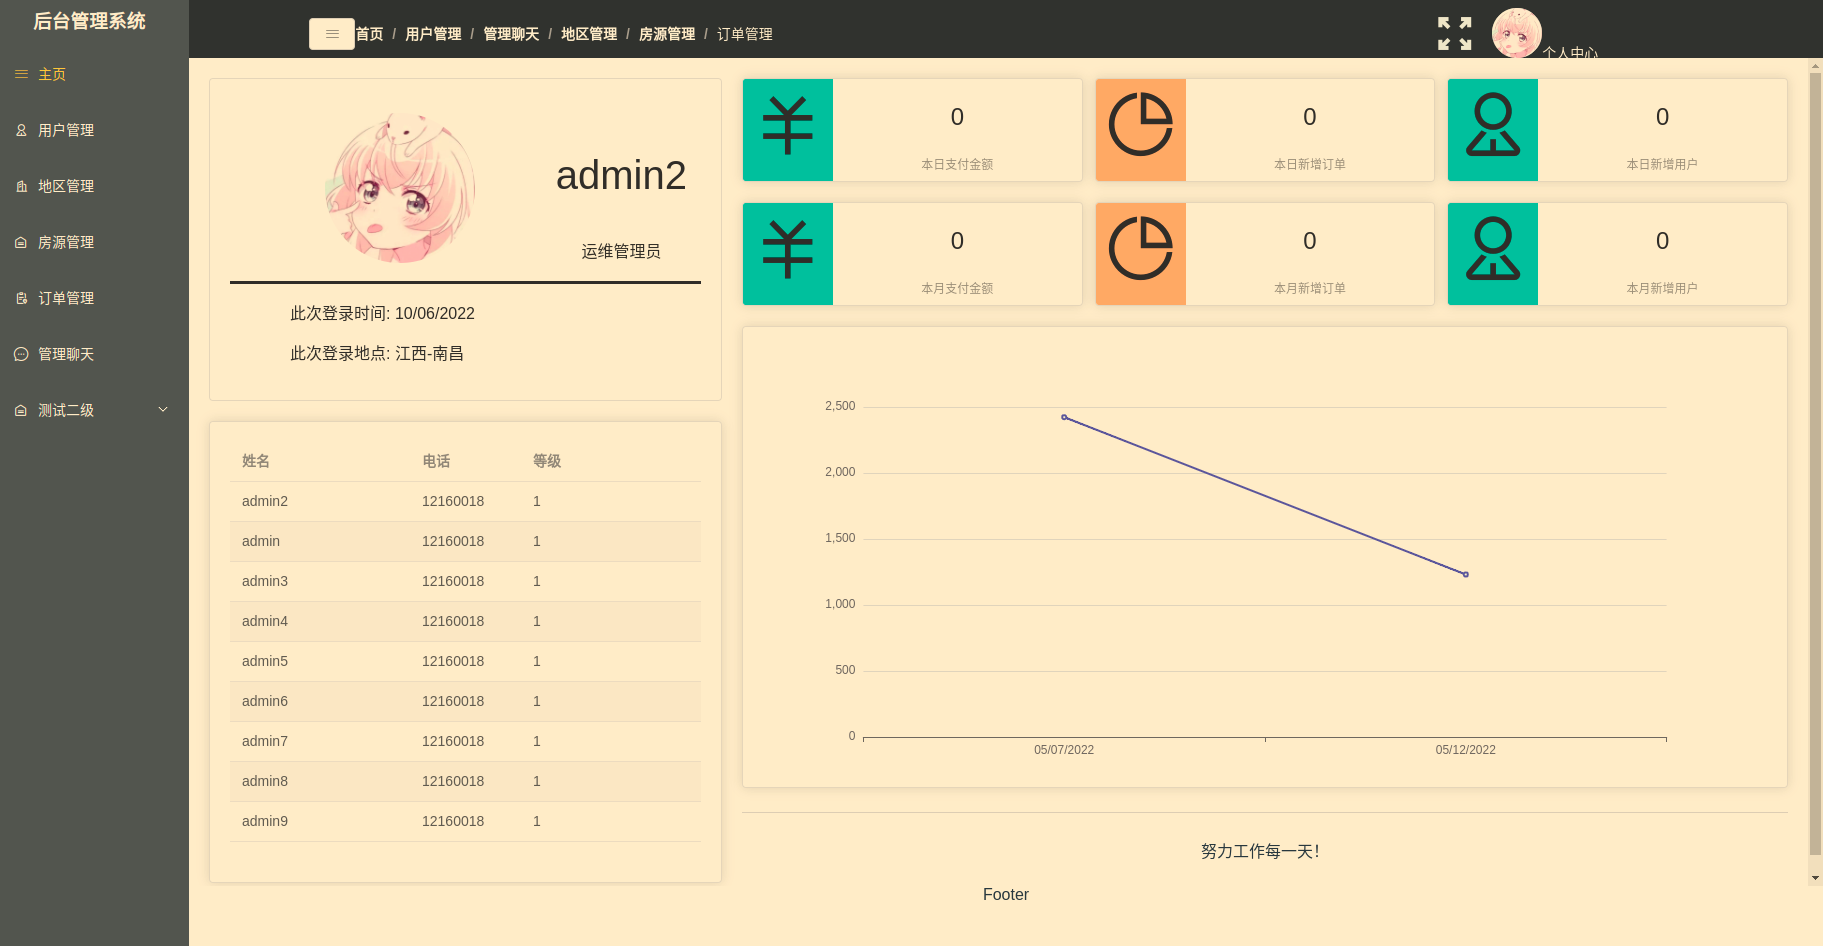 后台管理系统
主页
用户管理
地区管理
房源管理
订单管理
管理聊天
测试二级
首页 / 用户管理 / 管理聊天 / 地区管理 / 房源管理 / 订单管理
个人中心
admin2
运维管理员
此次登录时间: 10/06/2022
此次登录地点: 江西-南昌
姓名 电话 等级
admin2 12160018 1
admin 12160018 1
admin3 12160018 1
admin4 12160018 1
admin5 12160018 1
admin6 12160018 1
admin7 12160018 1
admin8 12160018 1
admin9 12160018 1
0
本日支付金额
0
本日新增订单
0
本日新增用户
0
本月支付金额
0
本月新增订单
0
本月新增用户
2,500
2,000
1,500
1,000
500
0
05/07/2022 05/12/2022
努力工作每一天!
Footer